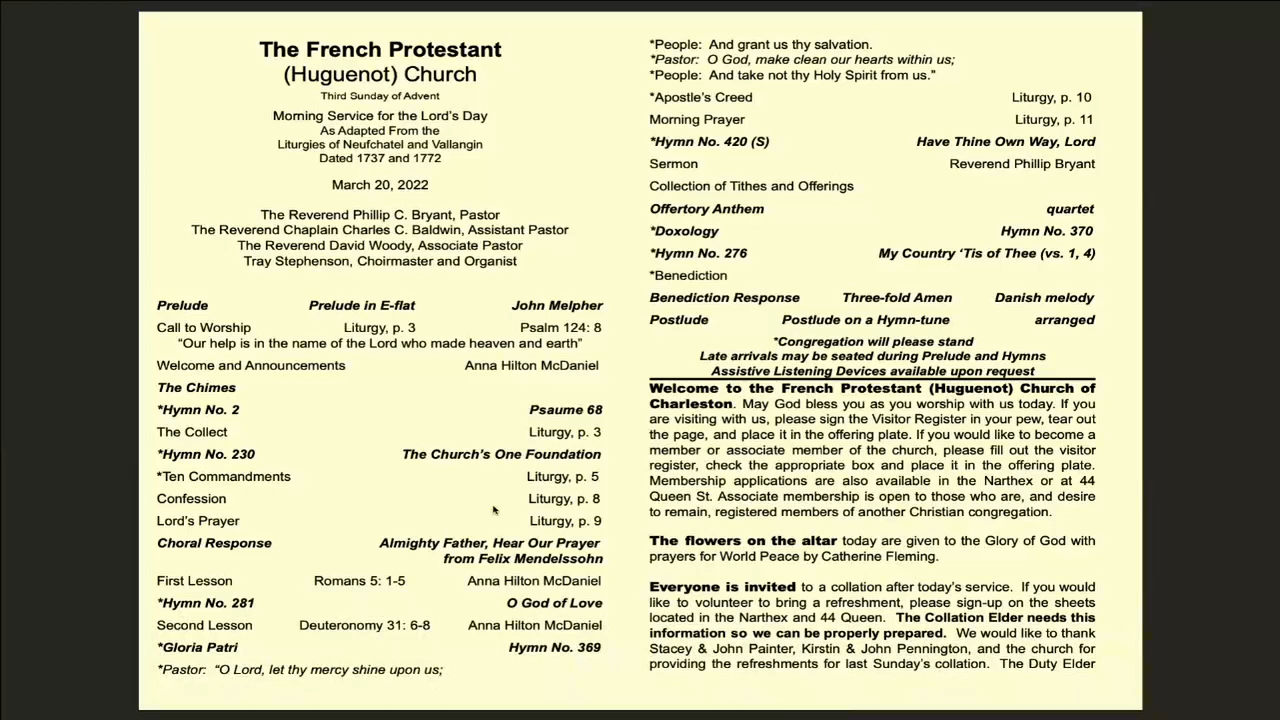 The French Protestant
(Huguenot) Church
Third Sunday of Advent
Morning Service for the Lord's Day
As Adapted From the
Liturgies of Neufchatel and Vallangin
Dated 1737 and 1772
March 20, 2022
The Reverend Phillip C. Bryant, Pastor
The Reverend Chaplain Charles C. Baldwin, Assistant Pastor
The Reverend David Woody, Associate Pastor
Tray Stephenson, Choirmaster and Organist
Prelude Prelude in E-flat John Melpher
Call to Worship Liturgy, p. 3 Psalm 124: 8
“Our help is in the name of the Lord who made heaven and earth”
Welcome and Announcements Anna Hilton McDaniel
The Chimes
*Hymn No. 2 Psaume 68
The Collect Liturgy, p. 3
*Hymn No. 230 The Church's One Foundation
*Ten Commandments Liturgy, p. 5
Confession Liturgy, p. 8
Lord's Prayer Liturgy, p. 9
Choral Response Almighty Father, Hear Our Prayer
from Felix Mendelssohn
First Lesson Romans 5: 1-5 Anna Hilton McDaniel
*Hymn No. 281 O God of Love
Second Lesson Deuteronomy 31: 6-8 Anna Hilton McDaniel
*Gloria Patri Hymn No. 369
*Pastor: “O Lord, let thy mercy shine upon us;
*People: And grant us thy salvation.
*Pastor: O God, make clean our hearts within us;
*People: And take not thy Holy Spirit from us.”
*Apostle's Creed Liturgy, p. 10
Morning Prayer Liturgy, p. 11
*Hymn No. 420 (S) Have Thine Own Way, Lord
Sermon Reverend Phillip Bryant
Collection of Tithes and Offerings
Offertory Anthem quartet
*Doxology Hymn No. 370
*Hymn No. 276 My Country ‘Tis of Thee (vs. 1, 4)
*Benediction
Benediction Response Three-fold Amen Danish melody
Postlude Postlude on a Hymn-tune arranged
*Congregation will please stand
Late arrivals may be seated during Prelude and Hymns
Assistive Listening Devices available upon request
Welcome to the French Protestant (Huguenot) Church of
Charleston. May God bless you as you worship with us today. If you
are visiting with us, please sign the Visitor Register in your pew, tear out
the page, and place it in the offering plate. If you would like to become a
member or associate member of the church, please fill out the visitor
register, check the appropriate box and place it in the offering plate.
Membership applications are also available in the Narthex or at 44
Queen St. Associate membership is open to those who are, and desire
to remain, registered members of another Christian congregation.
The flowers on the altar today are given to the Glory of God with
prayers for World Peace by Catherine Fleming.
Everyone is invited to a collation after today's service. If you would
like to volunteer to bring a refreshment, please sign-up on the sheets
located in the Narthex and 44 Queen. The Collation Elder needs this
information so we can be properly prepared. We would like to thank
Stacey & John Painter, Kirstin & John Pennington, and the church for
providing the refreshments for last Sunday's collation. The Duty Elder